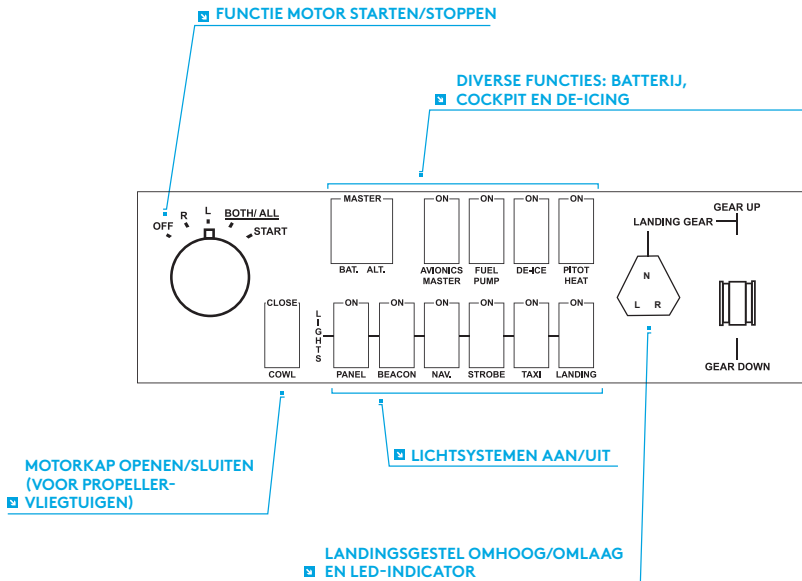 FUNCTIE MOTOR STARTEN/STOPPEN
DIVERSE FUNCTIES: BATTERIJ,
COCKPIT EN DE-ICING
OFF R L BOTH/ ALL START
MASTER ON ON ON ON
BAT. ALT. AVIONICS MASTER FUEL PUMP DE-ICE PITOT HEAT
LANDING GEAR GEAR UP
N
L R
GEAR DOWN
CLOSE
COWL
LIGHTS
ON ON ON ON ON ON
PANEL BEACON NAV. STROBE TAXI LANDING
MOTORKAP OPENEN/SLUITEN
(VOOR PROPELLER-
VLIEGTUIGEN)
LICHTSYSTEMEN AAN/UIT
LANDINGSGESTEL OMHOOG/OMLAAG
EN LED-INDICATOR